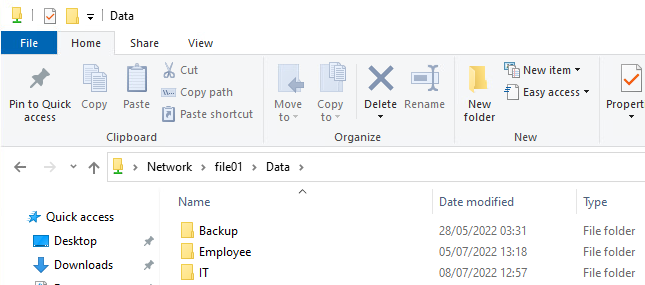 Data
File Home Share View
Pin to Quick access
Copy
Paste
Cut
Copy path
Paste shortcut
Clipboard
Move to
Copy to
Delete
Rename
Organize
New folder
New item
Easy access
New
Network > file01 > Data >
Name Date modified Type
Quick access
Desktop
Downloads
Backup 28/05/2022 03:31 File folder
Employee 05/07/2022 13:18 File folder
IT 08/07/2022 12:57 File folder